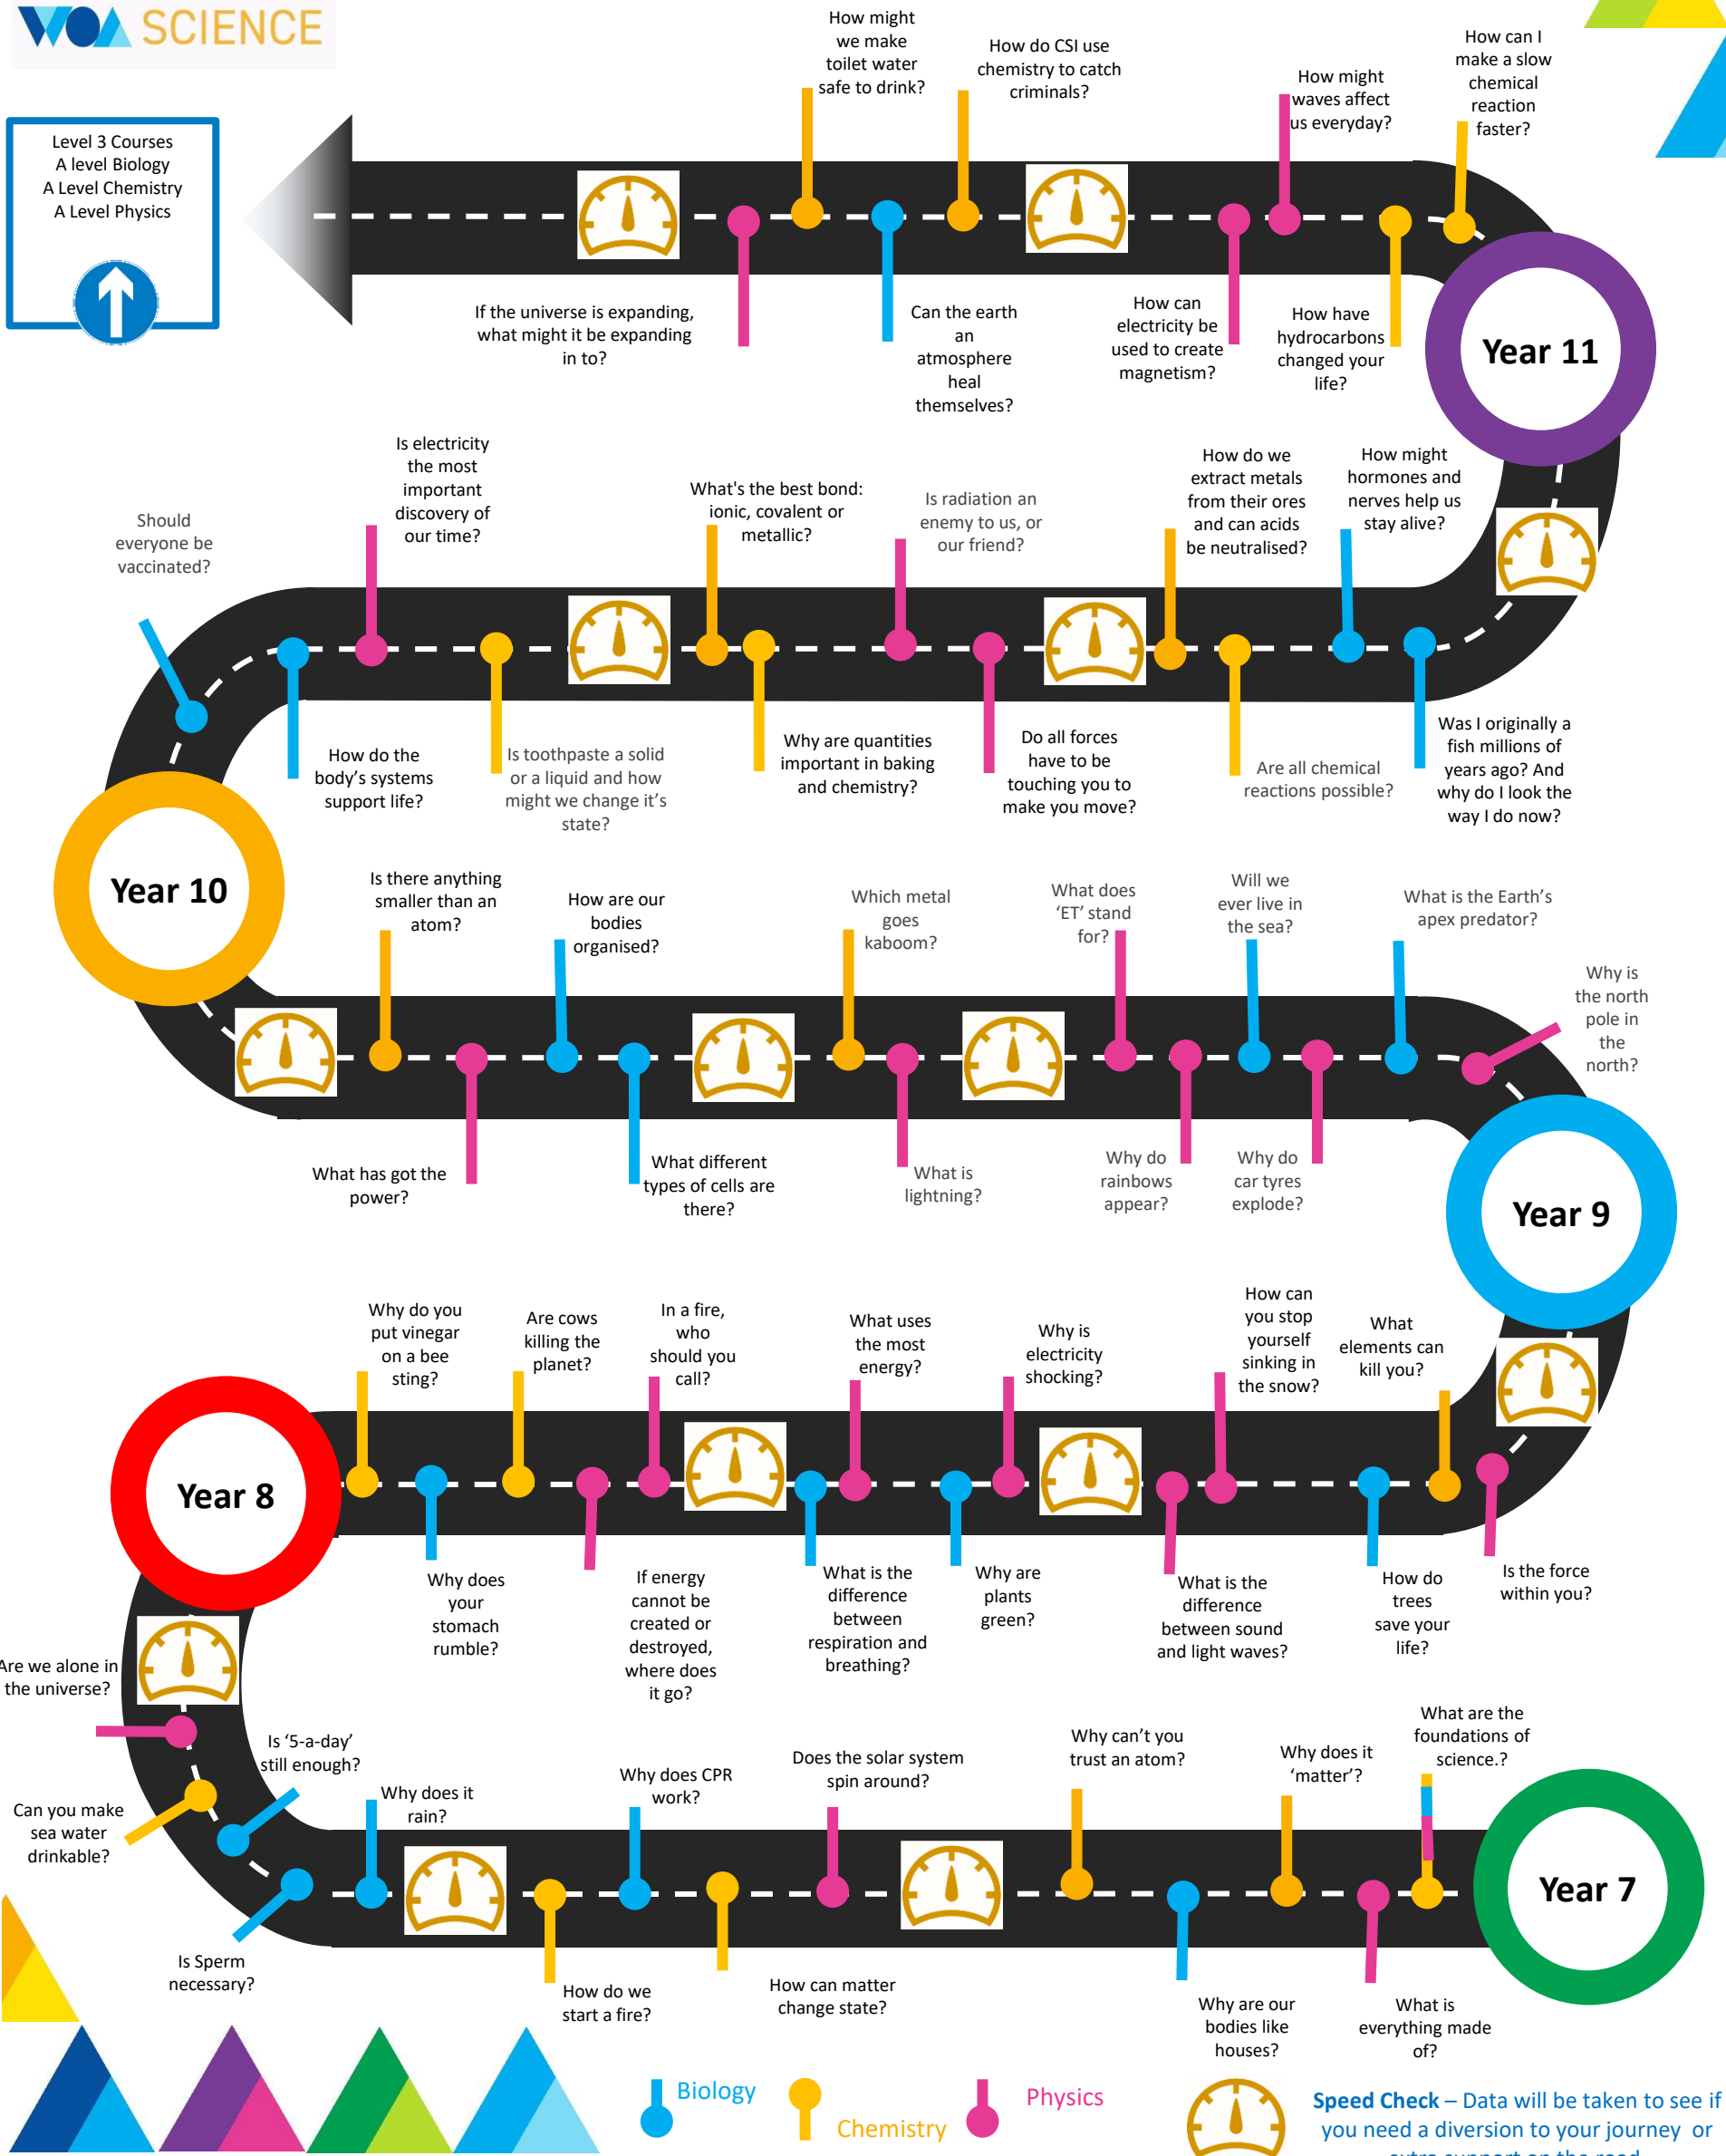 WOA SCIENCE
How might
we make
toilet water
safe to drink?
How do CSI use
chemistry to catch
criminals?
How might
waves affect
us everyday?
How can I
make a slow
chemical
reaction
faster?
Level 3 Courses
A level Biology
A Level Chemistry
A Level Physics
If the universe is expanding,
what might it be expanding
in to?
Can the earth
an
atmosphere
heal
themselves?
How can
electricity be
used to create
magnetism?
How have
hydrocarbons
changed your
life?
Year 11
Should
everyone be
vaccinated?
Is electricity
the most
important
discovery of
our time?
What's the best bond:
ionic, covalent or
metallic?
Is radiation an
enemy to us, or
our friend?
How do we
extract metals
from their ores
and can acids
be neutralised?
How might
hormones and
nerves help us
stay alive?
How do the
body's systems
support life?
Is toothpaste a solid
or a liquid and how
might we change it's
state?
Why are quantities
important in baking
and chemistry?
Do all forces
have to be
touching you to
make you move?
Are all chemical
reactions possible?
Was I originally a
fish millions of
years ago? And
why do I look the
way I do now?
Year 10
Is there anything
smaller than an
atom?
How are our
bodies
organised?
Which metal
goes
kaboom?
What does
‘ET’ stand
for?
Will we
ever live in
the sea?
What is the Earth’s
apex predator?
Why is
the north
pole in
the
north?
What has got the
power?
What different
types of cells are
there?
What is
lightning?
Why do
rainbows
appear?
Why do
car tyres
explode?
Year 9
Why do you
put vinegar
on a bee
sting?
Are cows
killing the
planet?
In a fire,
who
should you
call?
What uses
the most
energy?
Why is
electricity
shocking?
How can
you stop
yourself
sinking in
the snow?
What
elements can
kill you?
Year 8
Why does
your
stomach
rumble?
If energy
cannot be
created or
destroyed,
where does
it go?
What is the
difference
between
respiration and
breathing?
Why are
plants
green?
What is the
difference
between sound
and light waves?
How do
trees
save your
life?
Is the force
within you?
Are we alone in
the universe?
Can you make
sea water
drinkable?
Is ‘5-a-day’
still enough?
Why does it
rain?
Why does CPR
work?
Does the solar system
spin around?
Why can’t you
trust an atom?
Why does it
‘matter’?
What are the
foundations of
science.?
Year 7
Is Sperm
necessary?
How do we
start a fire?
How can matter
change state?
Why are our
bodies like
houses?
What is
everything made
of?
Biology
Chemistry
Physics
Speed Check – Data will be taken to see if
you need a diversion to your journey or
extra support on the road